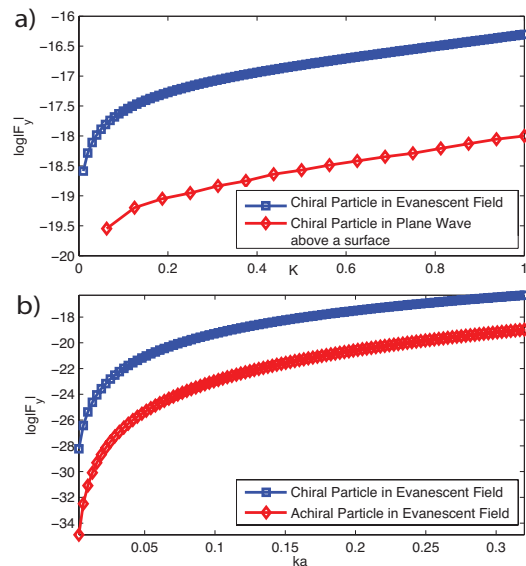 a)
−16
−16.5
−17
−17.5
−18
−18.5
−19
−19.5
−20
log|F_y|
0
0.2
0.4
0.6
0.8
1
K
Chiral Particle in Evanescent Field
Chiral Particle in Plane Wave
above a surface
b)
−18
−20
−22
−24
−26
−28
−30
−32
−34
log|F_y|
0.05
0.1
0.15
0.2
0.25
0.3
ka
Chiral Particle in Evanescent Field
Achiral Particle in Evanescent Field